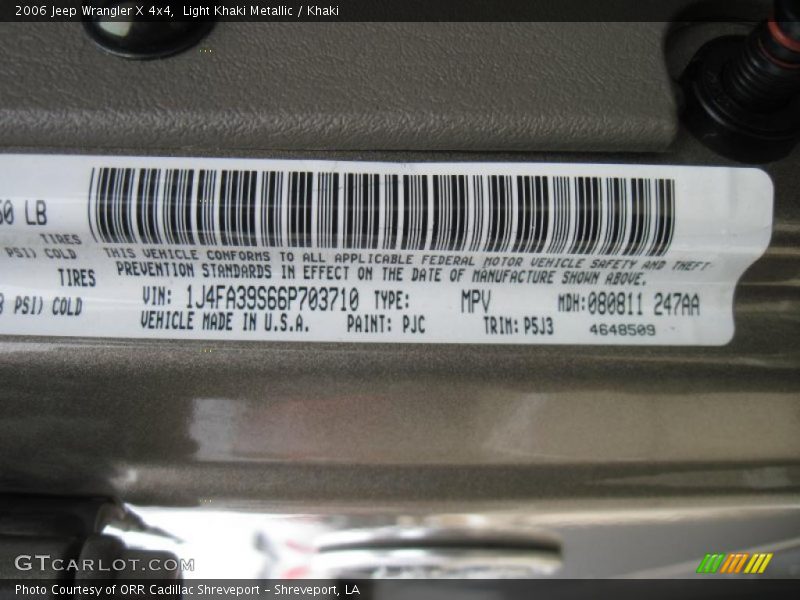 2006 Jeep Wrangler X 4x4, Light Khaki Metallic / Khaki
LB
TIRES
PSI) COLD
THIS VEHICLE CONFORMS TO ALL APPLICABLE FEDERAL MOTOR VEHICLE SAFETY AND THEFT
PREVENTION STANDARDS IN EFFECT ON THE DATE OF MANUFACTURE SHOWN ABOVE.
TIRES
PSI) COLD
VIN: 1J4FA39S66P703710 TYPE: MPV MDH:080811 247AA
VEHICLE MADE IN U.S.A. PAINT: PJC TRIM: P5J3 4648509
GTCARLOT.COM
Photo Courtesy of ORR Cadillac Shreveport - Shreveport, LA